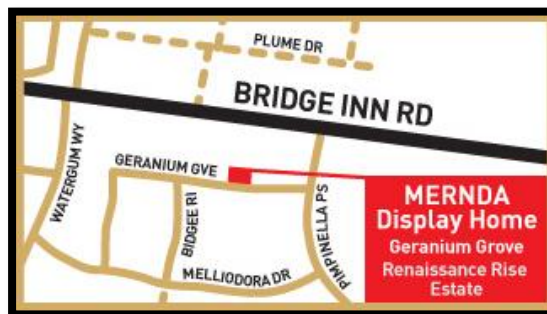 PLUME DR
BRIDGE INN RD
GERANIUM GVE
WATERGUM WY
BIDGEE RI
MELLIODORA DR
PIMPINELLA PS
MERNDA
Display Home
Geranium Grove
Renaissance Rise
Estate